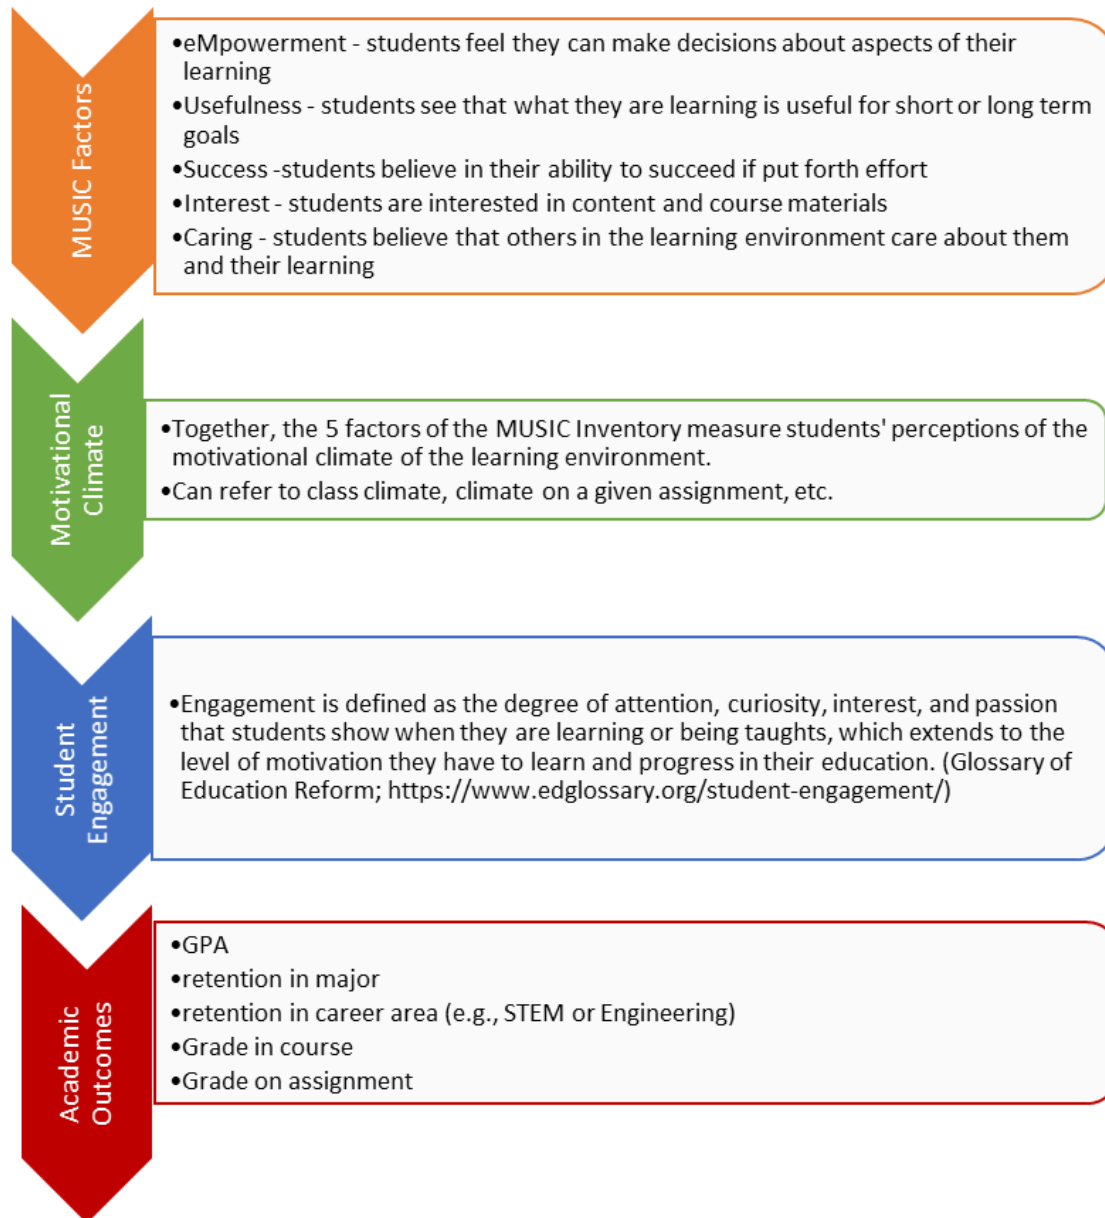 MUSIC Factors
•eMpowerment - students feel they can make decisions about aspects of their
learning
•Usefulness - students see that what they are learning is useful for short or long term
goals
•Success -students believe in their ability to succeed if put forth effort
•Interest - students are interested in content and course materials
•Caring - students believe that others in the learning environment care about them
and their learning
Motivational
Climate
•Together, the 5 factors of the MUSIC Inventory measure students' perceptions of the
motivational climate of the learning environment.
•Can refer to class climate, climate on a given assignment, etc.
Student
Engagement
•Engagement is defined as the degree of attention, curiosity, interest, and passion
that students show when they are learning or being taughts, which extends to the
level of motivation they have to learn and progress in their education. (Glossary of
Education Reform; https://www.edglossary.org/student-engagement/)
Academic
Outcomes
•GPA
•retention in major
•retention in career area (e.g., STEM or Engineering)
•Grade in course
•Grade on assignment